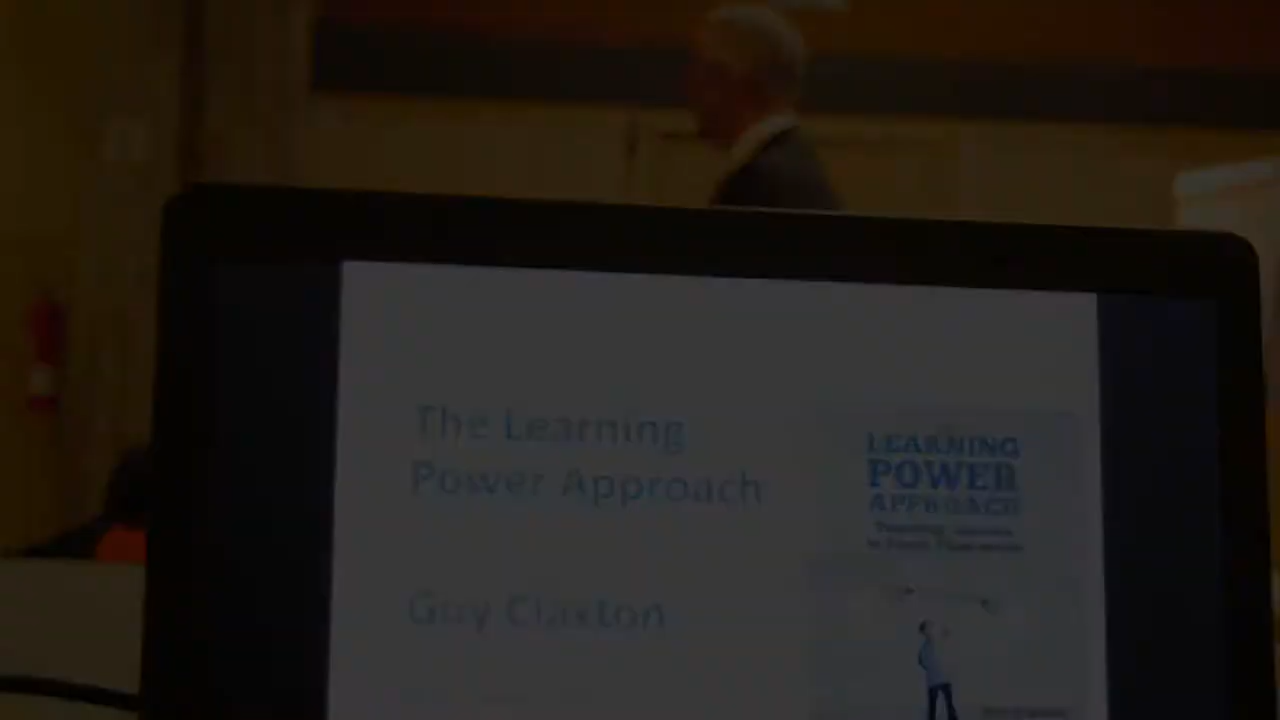 The Learning
Power Approach
Guy Claxton
LEARNING
POWER
APPROACH